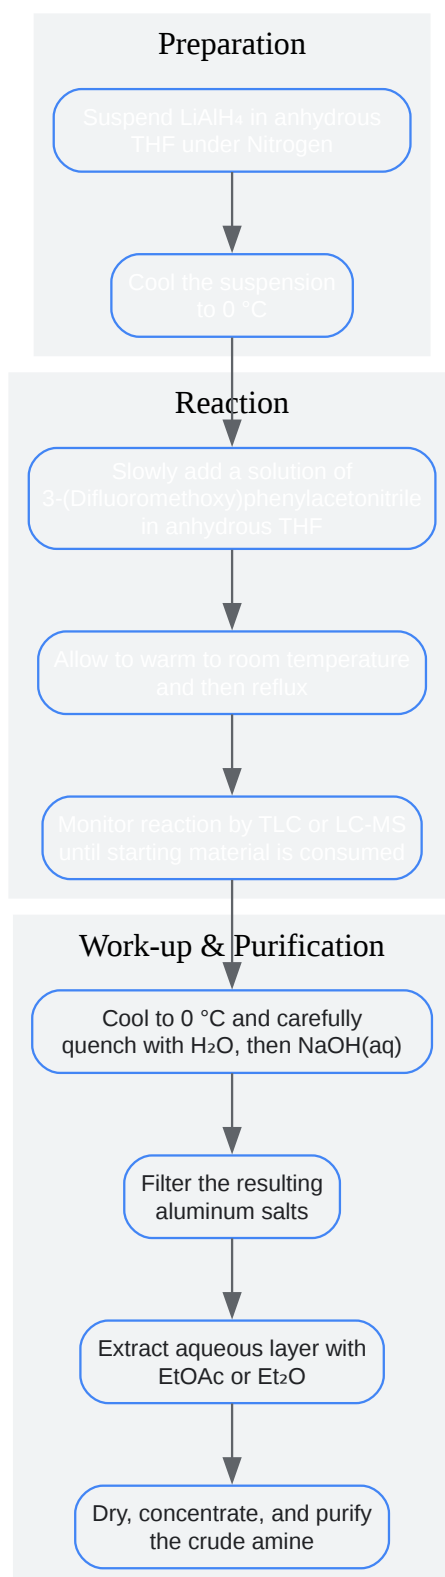 Preparation
Suspend LiAlH₄ in anhydrous
THF under Nitrogen
Cool the suspension
to 0 °C
Reaction
Slowly add a solution of
3-(Difluoromethoxy)phenylacetonitrile
in anhydrous THF
Allow to warm to room temperature
and then reflux
Monitor reaction by TLC or LC-MS
until starting material is consumed
Work-up & Purification
Cool to 0 °C and carefully
quench with H₂O, then NaOH(aq)
Filter the resulting
aluminum salts
Extract aqueous layer with
EtOAc or Et₂O
Dry, concentrate, and purify
the crude amine